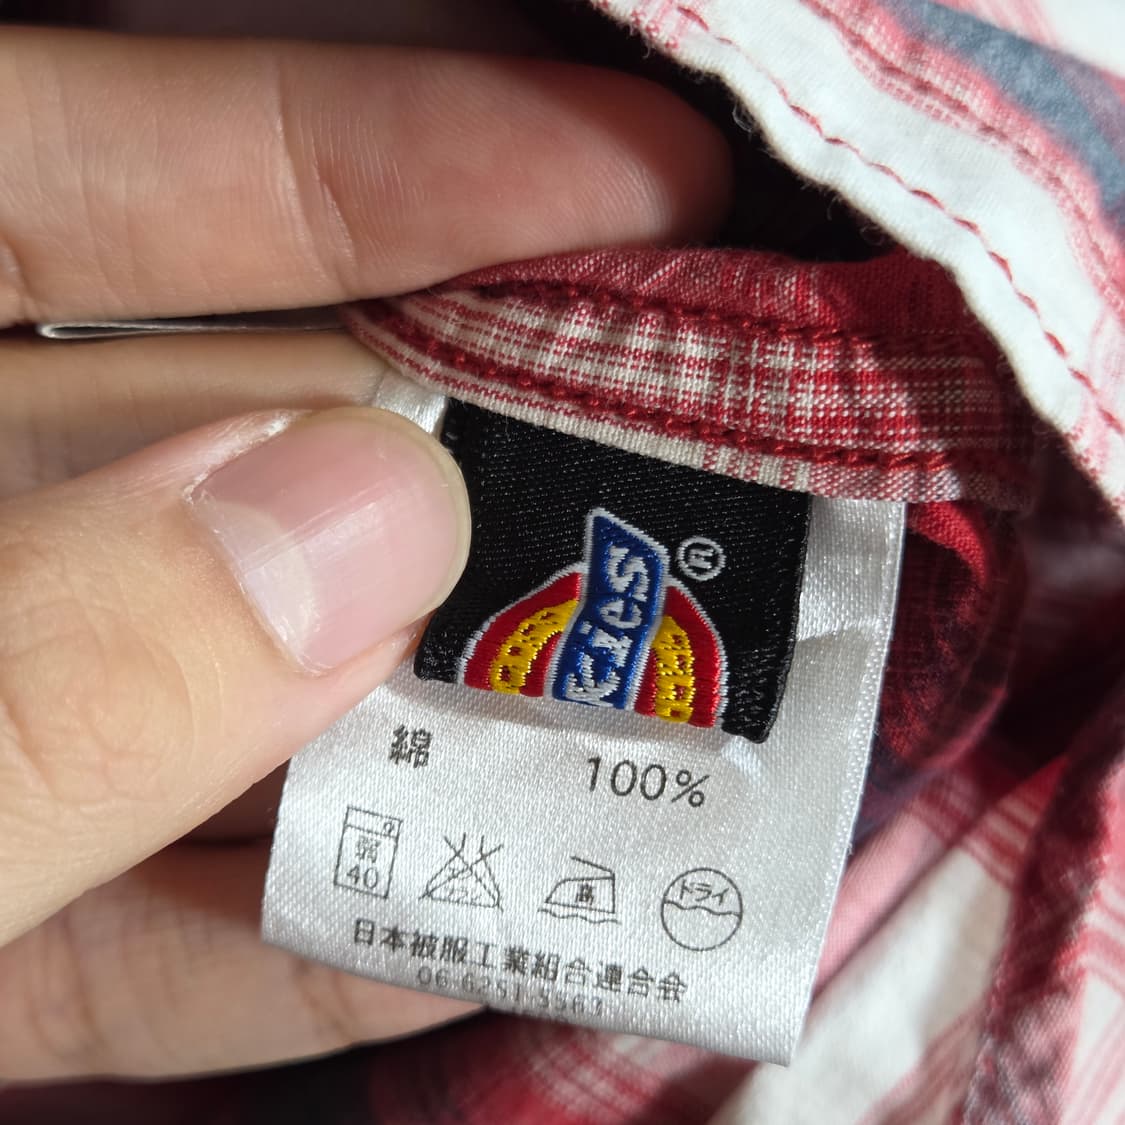 kies®
綿 100%
弱
40
高
ドライ
日本被服工業組合連合会